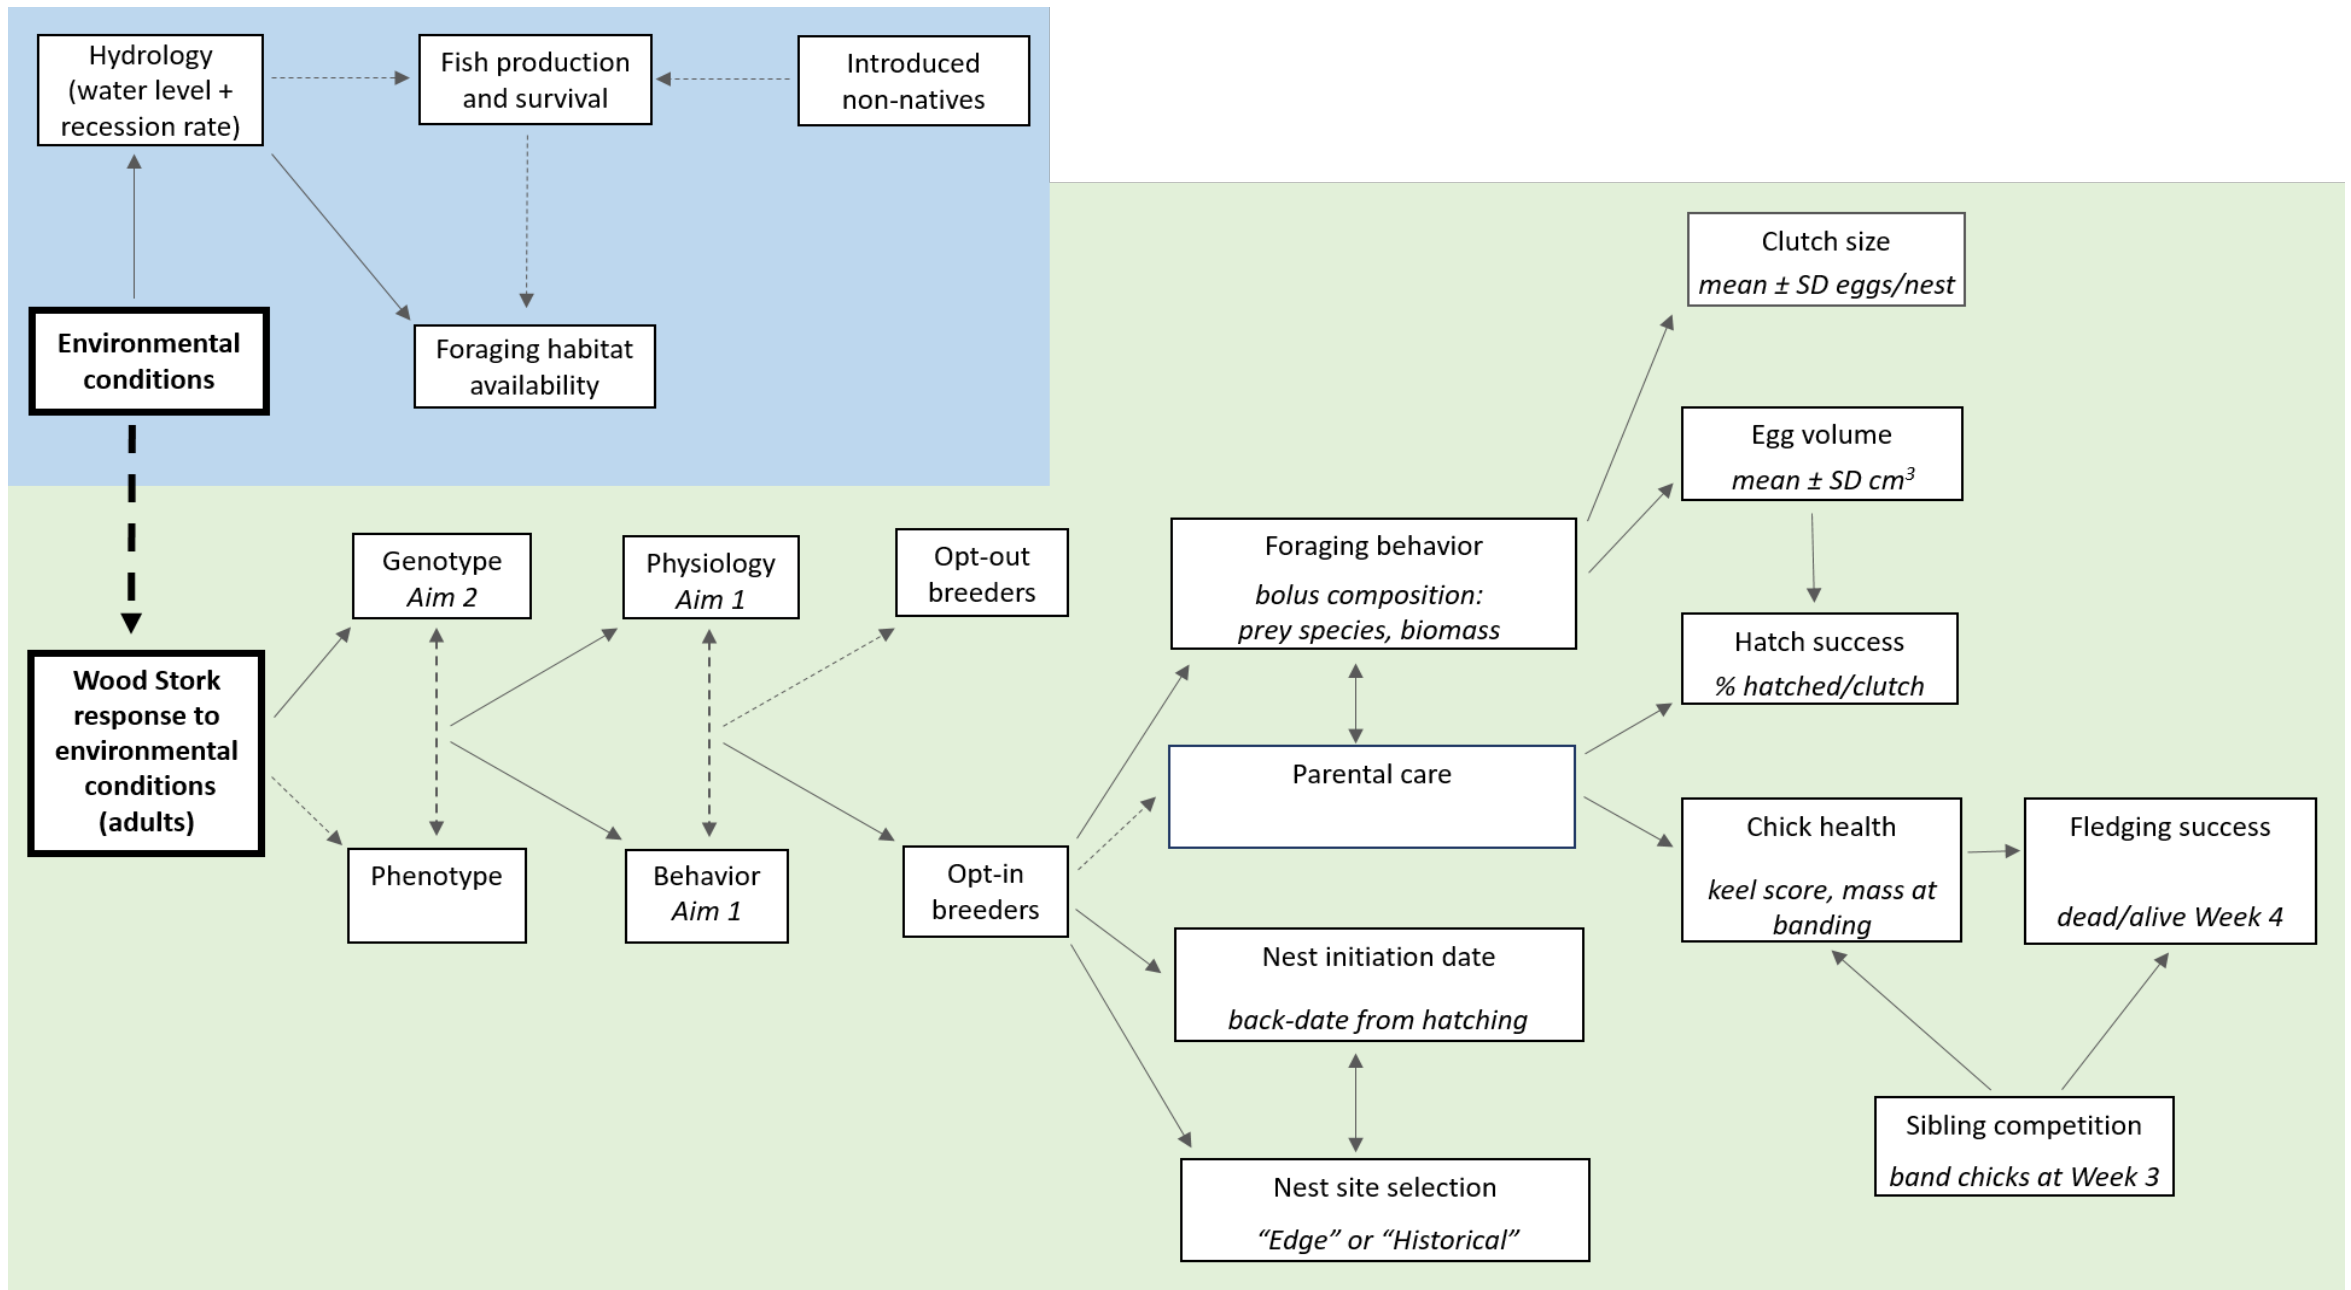 Hydrology
(water level +
recession rate)
Fish production
and survival
Introduced
non-natives
Environmental
conditions
Foraging habitat
availability
Clutch size
mean ± SD eggs/nest
Egg volume
mean ± SD cm³
Genotype
Aim 2
Physiology
Aim 1
Opt-out
breeders
Foraging behavior
bolus composition:
prey species, biomass
Hatch success
% hatched/clutch
Wood Stork
response to
environmental
conditions
(adults)
Phenotype
Behavior
Aim 1
Opt-in
breeders
Parental care
Chick health
keel score, mass at
banding
Fledging success
dead/alive Week 4
Nest initiation date
back-date from hatching
Sibling competition
band chicks at Week 3
Nest site selection
“Edge” or “Historical”